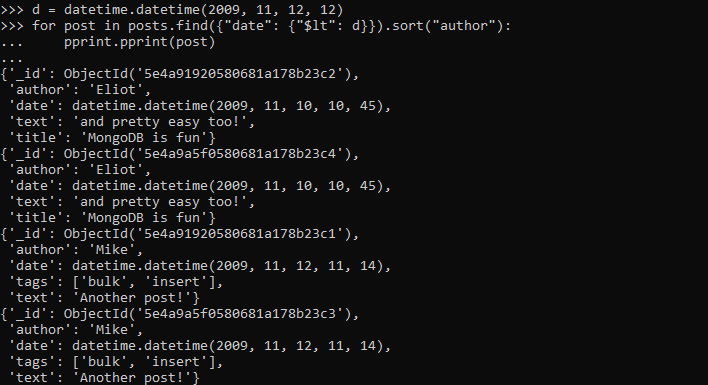 >>> d = datetime.datetime(2009, 11, 12, 12)
>>> for post in posts.find({"date": {"$lt": d}}).sort("author"):
...     pprint.pprint(post)
...
{'_id': ObjectId('5e4a91920580681a178b23c2'),
 'author': 'Eliot',
 'date': datetime.datetime(2009, 11, 10, 10, 45),
 'text': 'and pretty easy too!',
 'title': 'MongoDB is fun'}
{'_id': ObjectId('5e4a9a5f0580681a178b23c4'),
 'author': 'Eliot',
 'date': datetime.datetime(2009, 11, 10, 10, 45),
 'text': 'and pretty easy too!',
 'title': 'MongoDB is fun'}
{'_id': ObjectId('5e4a91920580681a178b23c1'),
 'author': 'Mike',
 'date': datetime.datetime(2009, 11, 12, 11, 14),
 'tags': ['bulk', 'insert'],
 'text': 'Another post!'}
{'_id': ObjectId('5e4a9a5f0580681a178b23c3'),
 'author': 'Mike',
 'date': datetime.datetime(2009, 11, 12, 11, 14),
 'tags': ['bulk', 'insert'],
 'text': 'Another post!'}